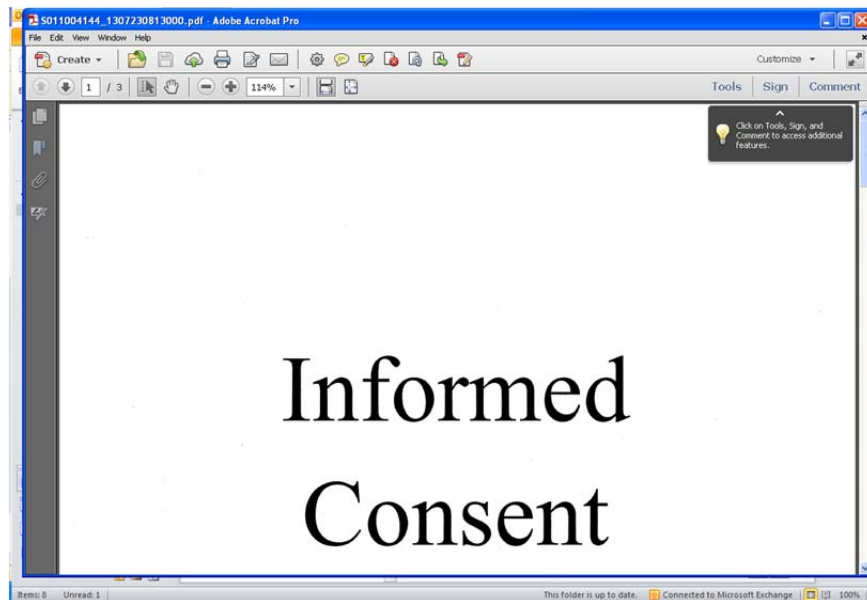 S011004144_1307230813000.pdf - Adobe Acrobat Pro
File Edit View Window Help
Create Customize
1 / 3 114% Tools Sign Comment
Click on Tools, Sign, and
Comment to access additional
features.
Informed
Consent
Items: 8 Unread: 1 This folder is up to date. Connected to Microsoft Exchange 100%